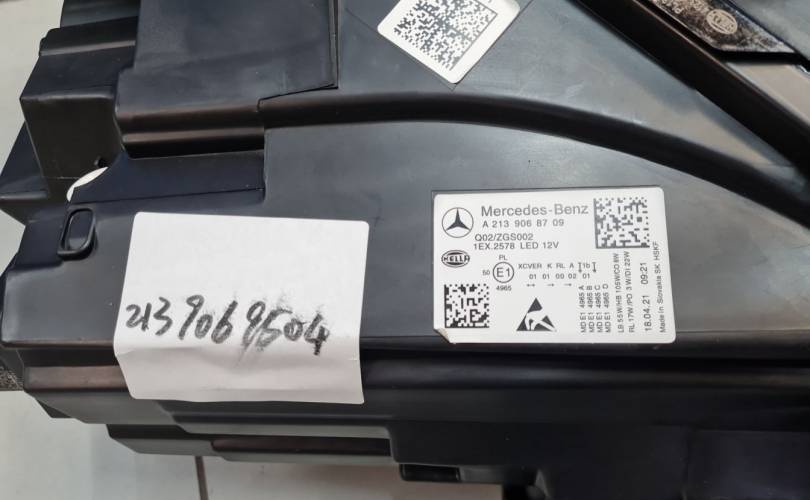 Mercedes-Benz
A 213 906 87 09
Q02/ZGS002
1EX.2578 LED 12V
HELLA
PL
50 E1 XCVER K RL A 1b
01 01 00 02 01
4965
MD E1 4965 A
MD E1 4965 B
MD E1 4965 C
MD E1 4965 D
LB 55W/HB 105W/CO 8W
RL 17W /PO 3 W/DI 22W
18.04.21 09:21
Made in Slovakia SK HSKF
2139069504